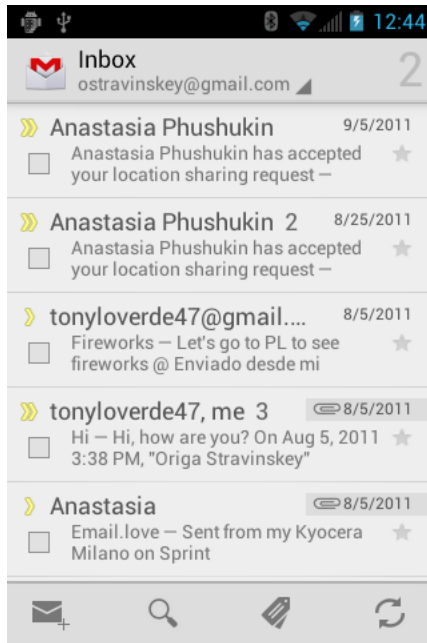 12:44
Inbox
2
ostravinskey@gmail.com
Anastasia Phushukin 9/5/2011
Anastasia Phushukin has accepted
your location sharing request —
Anastasia Phushukin 2 8/25/2011
Anastasia Phushukin has accepted
your location sharing request —
tonyloverde47@gmail.... 8/5/2011
Fireworks — Let's go to PL to see
fireworks @ Enviado desde mi
tonyloverde47, me 3 8/5/2011
Hi — Hi, how are you? On Aug 5, 2011
3:38 PM, "Origa Stravinskey"
Anastasia 8/5/2011
Email.love — Sent from my Kyocera
Milano on Sprint